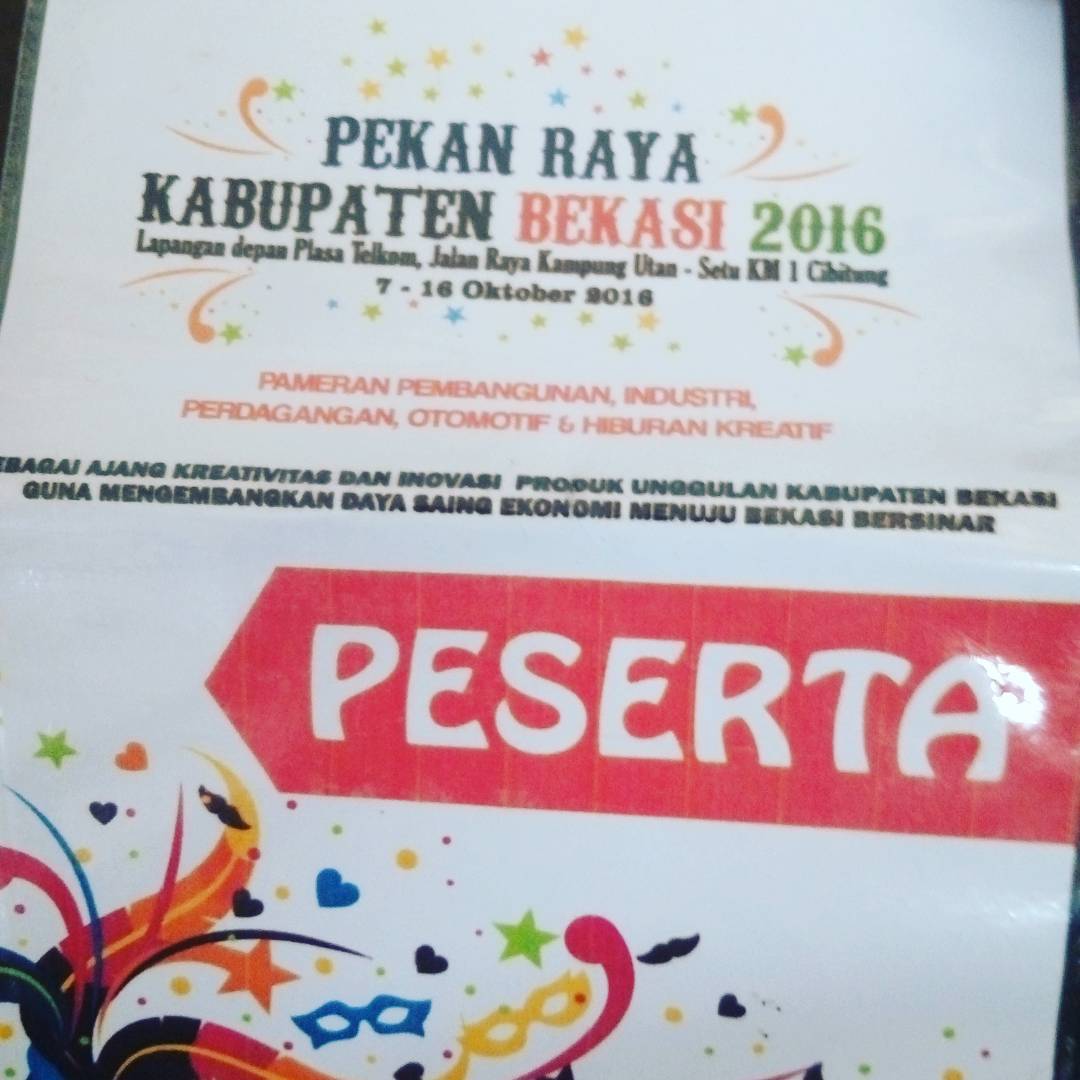 PEKAN RAYA
KABUPATEN BEKASI 2016
Lapangan depan Plasa Telkom, Jalan Raya Kampung Utan - Setu KM 1 Cibitung
7 - 16 Oktober 2016
PAMERAN PEMBANGUNAN, INDUSTRI,
PERDAGANGAN, OTOMOTIF & HIBURAN KREATIF
EBAGAI AJANG KREATIVITAS DAN INOVASI PRODUK UNGGULAN KABUPATEN BEKASI
GUNA MENGEMBANGKAN DAYA SAING EKONOMI MENUJU BEKASI BERSINAR
PESERTA